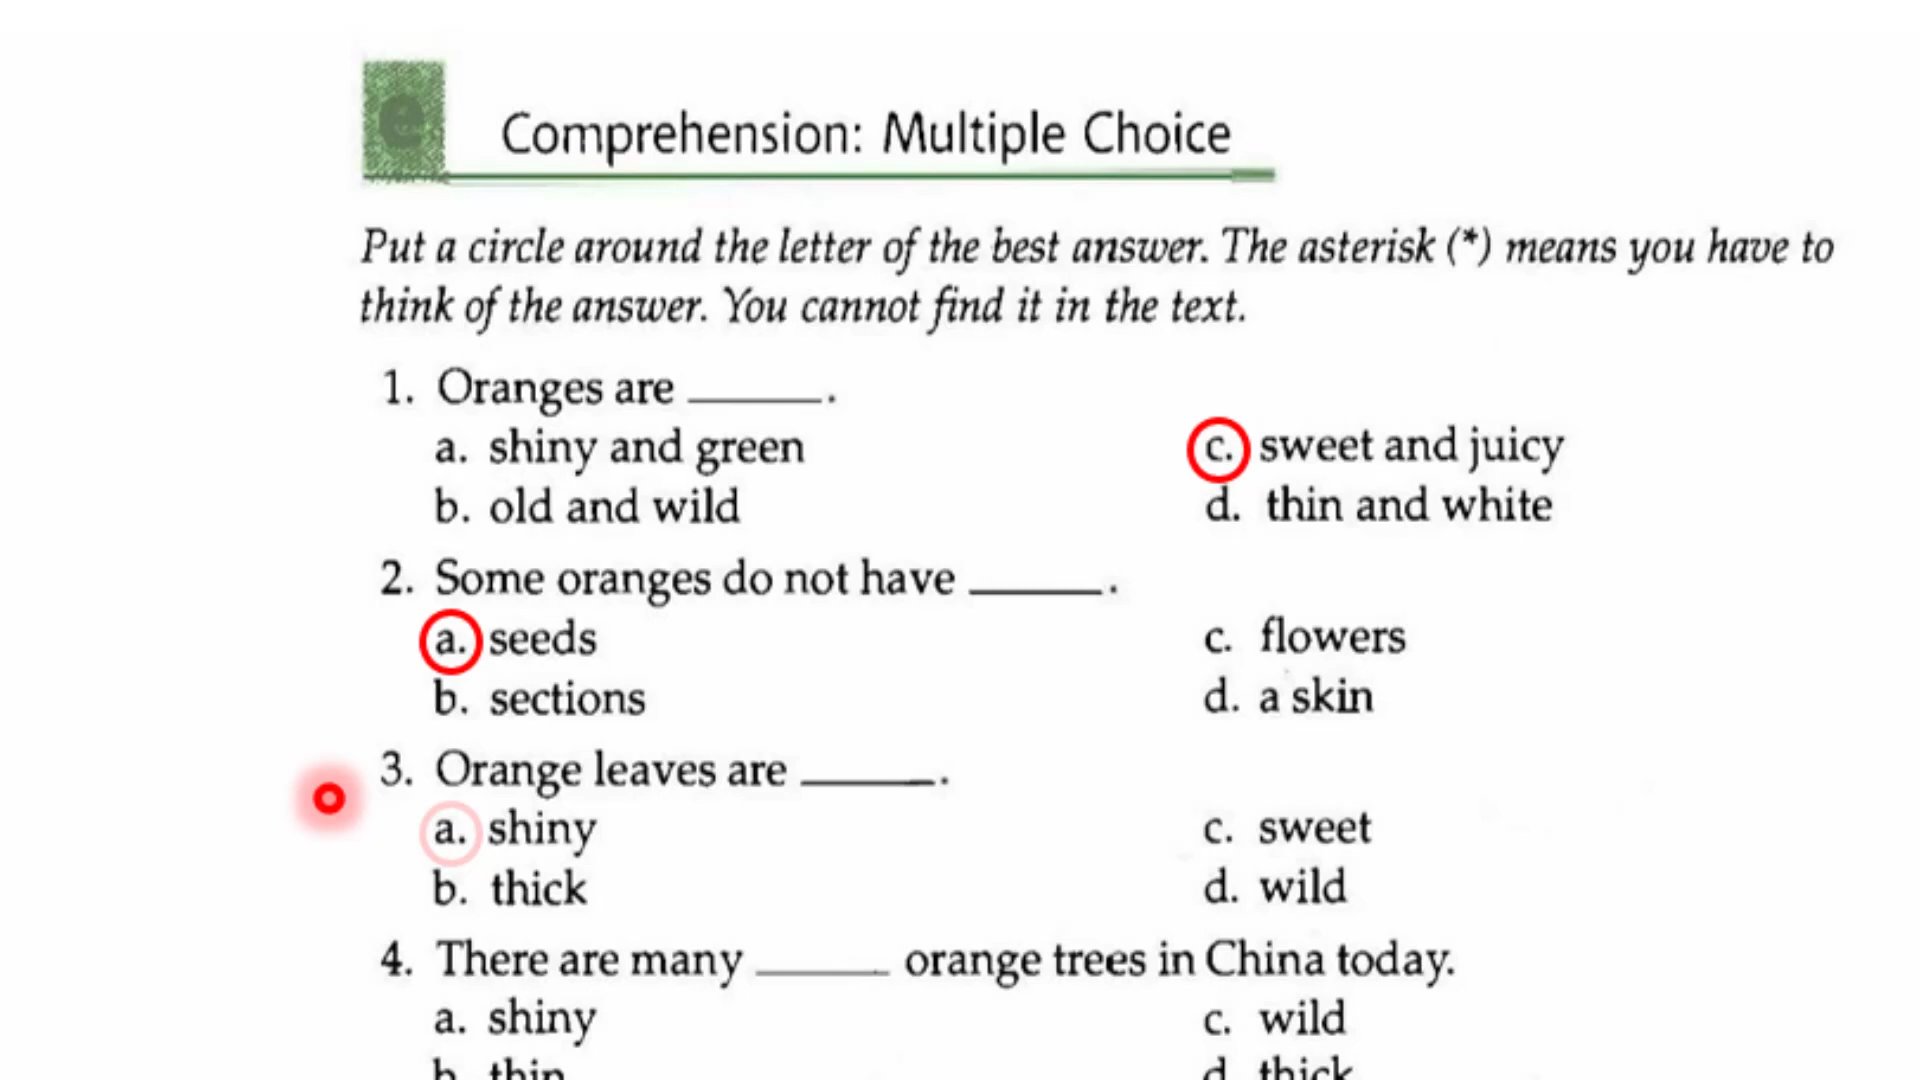 e
Comprehension: Multiple Choice
Put a circle around the letter of the best answer. The asterisk (*) means you have to
think of the answer. You cannot find it in the text.
1. Oranges are ______.
a. shiny and green
b. old and wild
c. sweet and juicy
d. thin and white
2. Some oranges do not have ______.
a. seeds
b. sections
c. flowers
d. a skin
3. Orange leaves are ______.
a. shiny
b. thick
c. sweet
d. wild
4. There are many ______ orange trees in China today.
a. shiny
b. thin
c. wild
d. thick